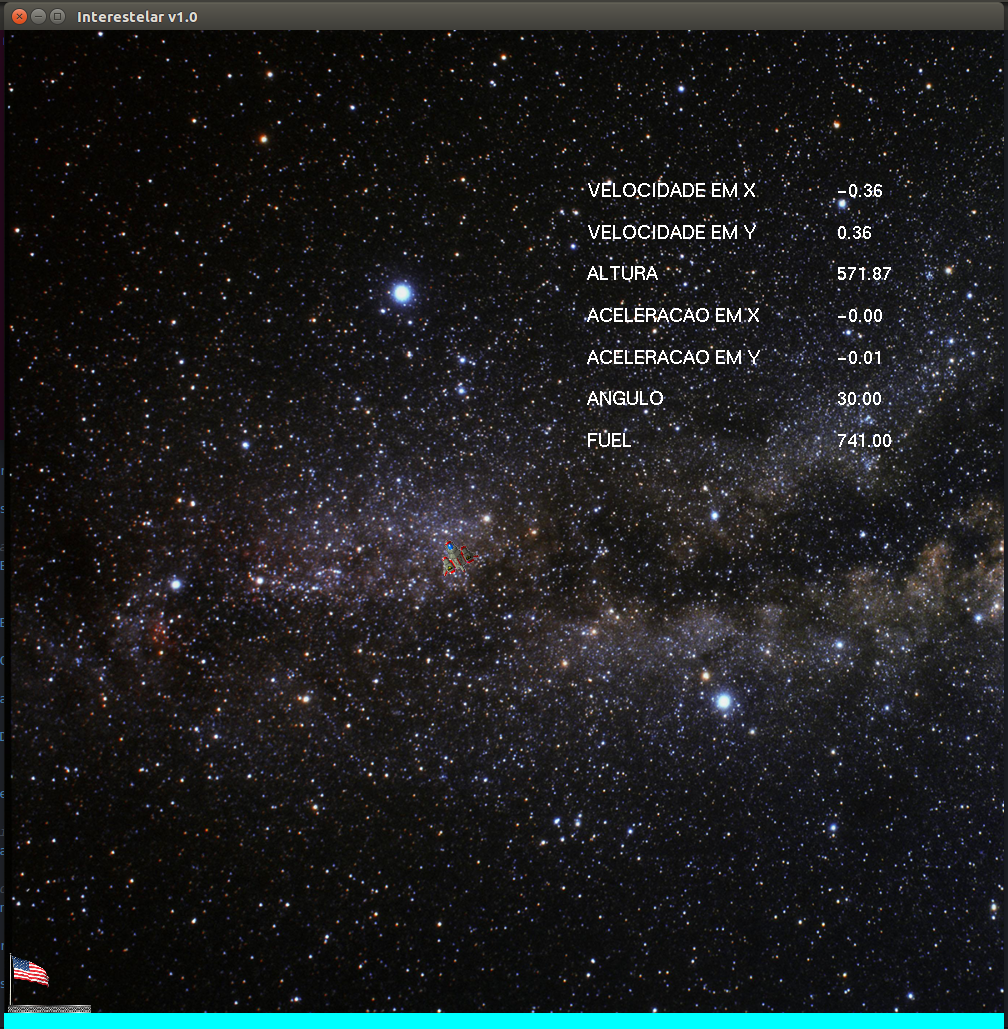 Interestelar v1.0
VELOCIDADE EM X -0.36
VELOCIDADE EM Y 0.36
ALTURA 571.87
ACELERACAO EM X -0.00
ACELERACAO EM Y -0.01
ANGULO 30.00
FUEL 741.00